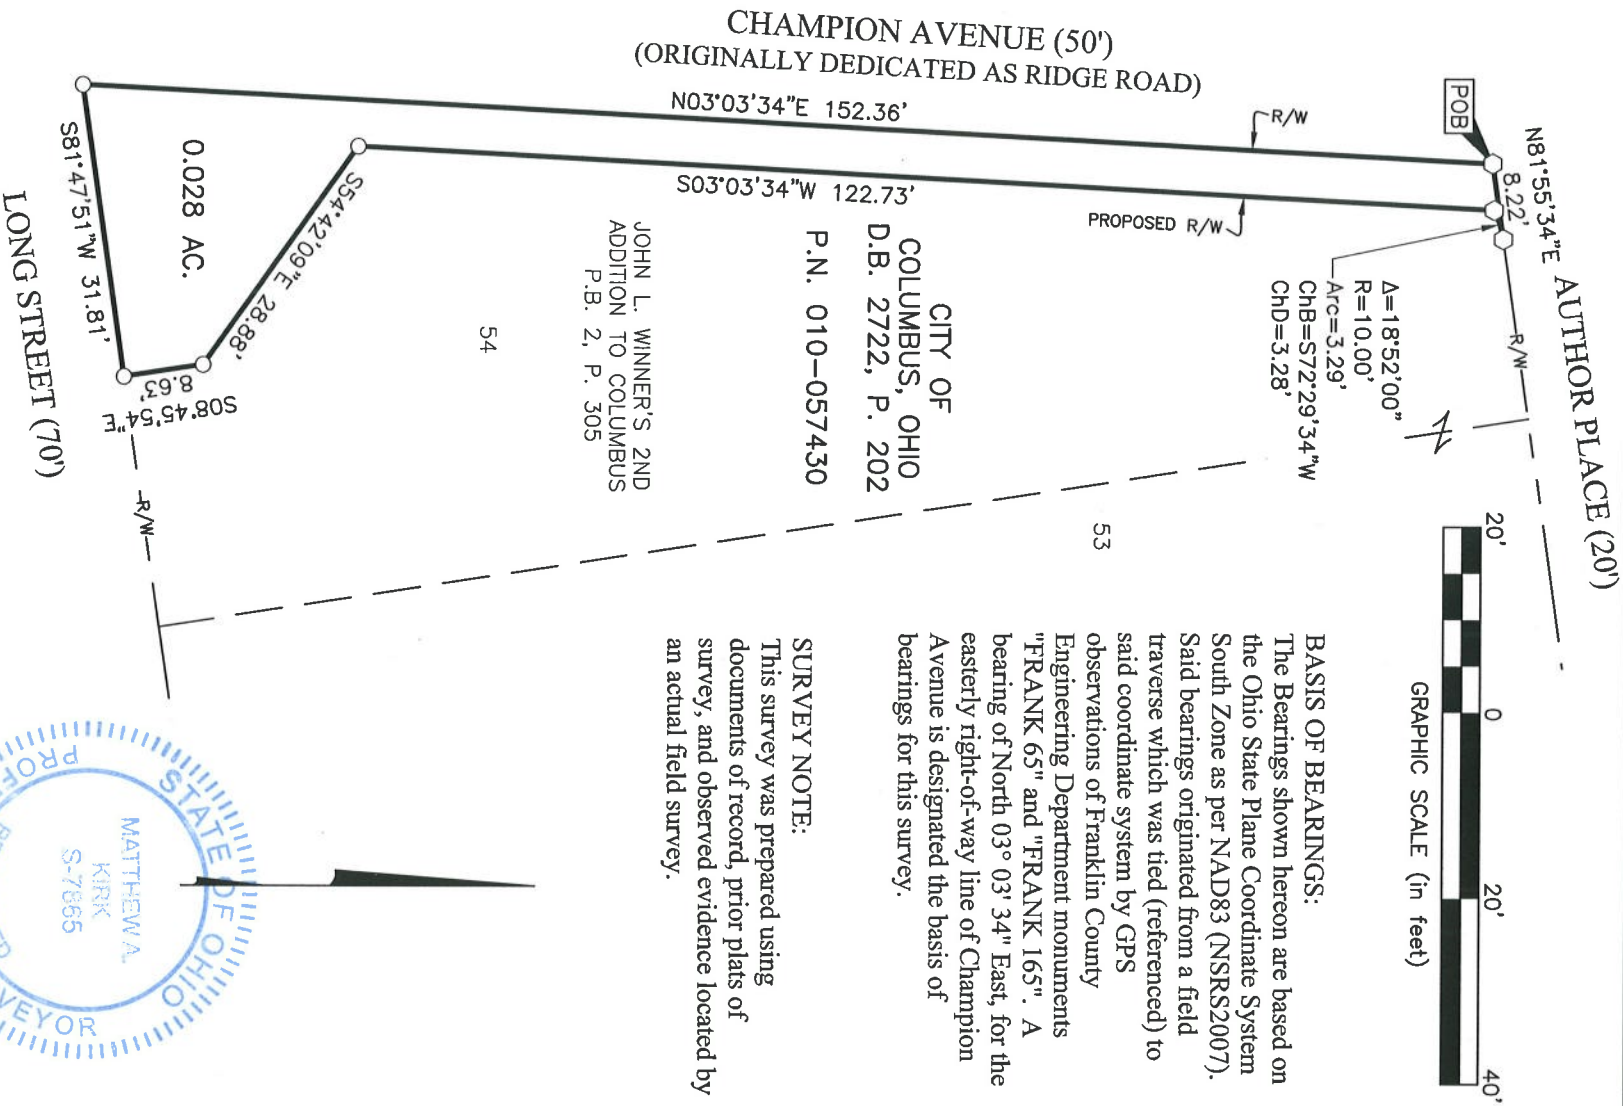 CHAMPION AVENUE (50')
(ORIGINALLY DEDICATED AS RIDGE ROAD)
N03°03'34"E 152.36'
R/W
POB
N81°55'34"E
8.22'
AUTHOR PLACE (20')
S03°03'34"W 122.73'
PROPOSED R/W
Δ=18°52'00"
R=10.00'
Arc=3.29'
ChB=S72°29'34"W
ChD=3.28'
R/W
N
0.028 AC.
S81°47'51"W 31.81'
S54°42'09"E 28.88'
8.63'
S08°45'54"E
LONG STREET (70')
R/W
CITY OF
COLUMBUS, OHIO
D.B. 2722, P. 202
P.N. 010-057430
JOHN L. WINNER'S 2ND
ADDITION TO COLUMBUS
P.B. 2, P. 305
54
53
20'
0
20'
40'
GRAPHIC SCALE (in feet)
BASIS OF BEARINGS:
The Bearings shown hereon are based on
the Ohio State Plane Coordinate System
South Zone as per NAD83 (NSRS2007).
Said bearings originated from a field
traverse which was tied (referenced) to
said coordinate system by GPS
observations of Franklin County
Engineering Department monuments
"FRANK 65" and "FRANK 165". A
bearing of North 03° 03' 34" East, for the
easterly right-of-way line of Champion
Avenue is designated the basis of
bearings for this survey.
SURVEY NOTE:
This survey was prepared using
documents of record, prior plats of
survey, and observed evidence located by
an actual field survey.
STATE OF OHIO
MATTHEW A.
KIRK
S-7865